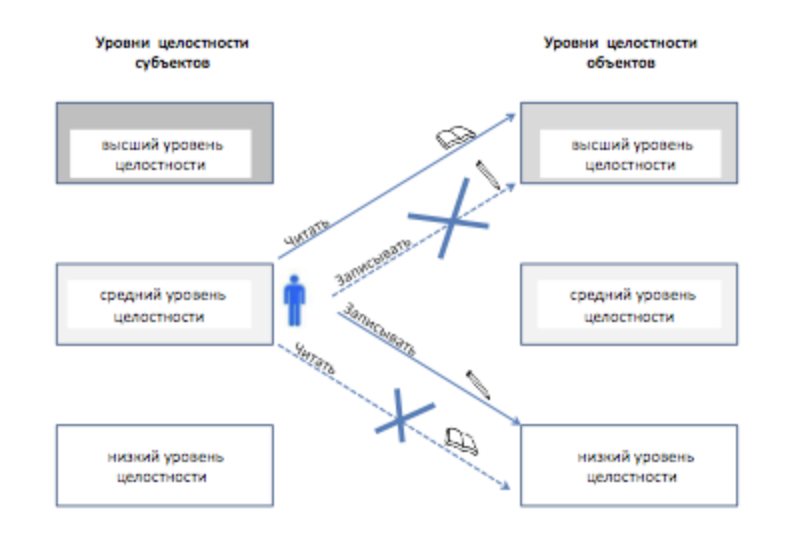 Уровни целостности
субъектов
Уровни целостности
объектов
высший уровень
целостности
высший уровень
целостности
Читать
Записывать
средний уровень
целостности
средний уровень
целостности
Записывать
Читать
низкий уровень
целостности
низкий уровень
целостности